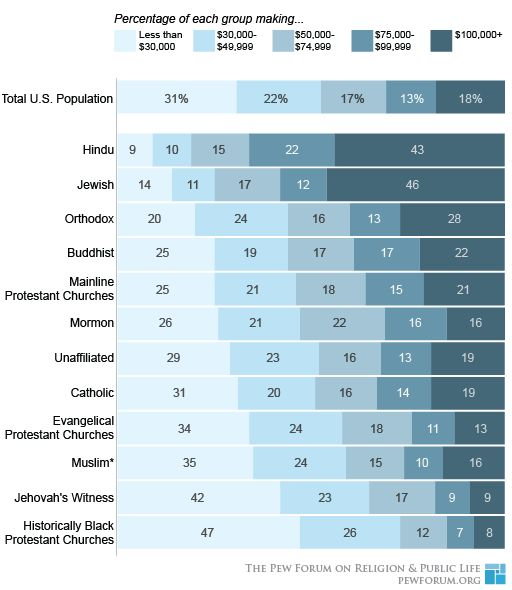 Percentage of each group making...
Less than $30,000-  $50,000-  $75,000-  $100,000+
$30,000  $49,999  $74,999  $99,999
Total U.S. Population 31% 22% 17% 13% 18%
Hindu 9 10 15 22 43
Jewish 14 11 17 12 46
Orthodox 20 24 16 13 28
Buddhist 25 19 17 17 22
Mainline
Protestant Churches 25 21 18 15 21
Mormon 26 21 22 16 16
Unaffiliated 29 23 16 13 19
Catholic 31 20 16 14 19
Evangelical
Protestant Churches 34 24 18 11 13
Muslim* 35 24 15 10 16
Jehovah's Witness 42 23 17 9 9
Historically Black
Protestant Churches 47 26 12 7 8
THE PEW FORUM ON RELIGION & PUBLIC LIFE
PEWFORUM.ORG